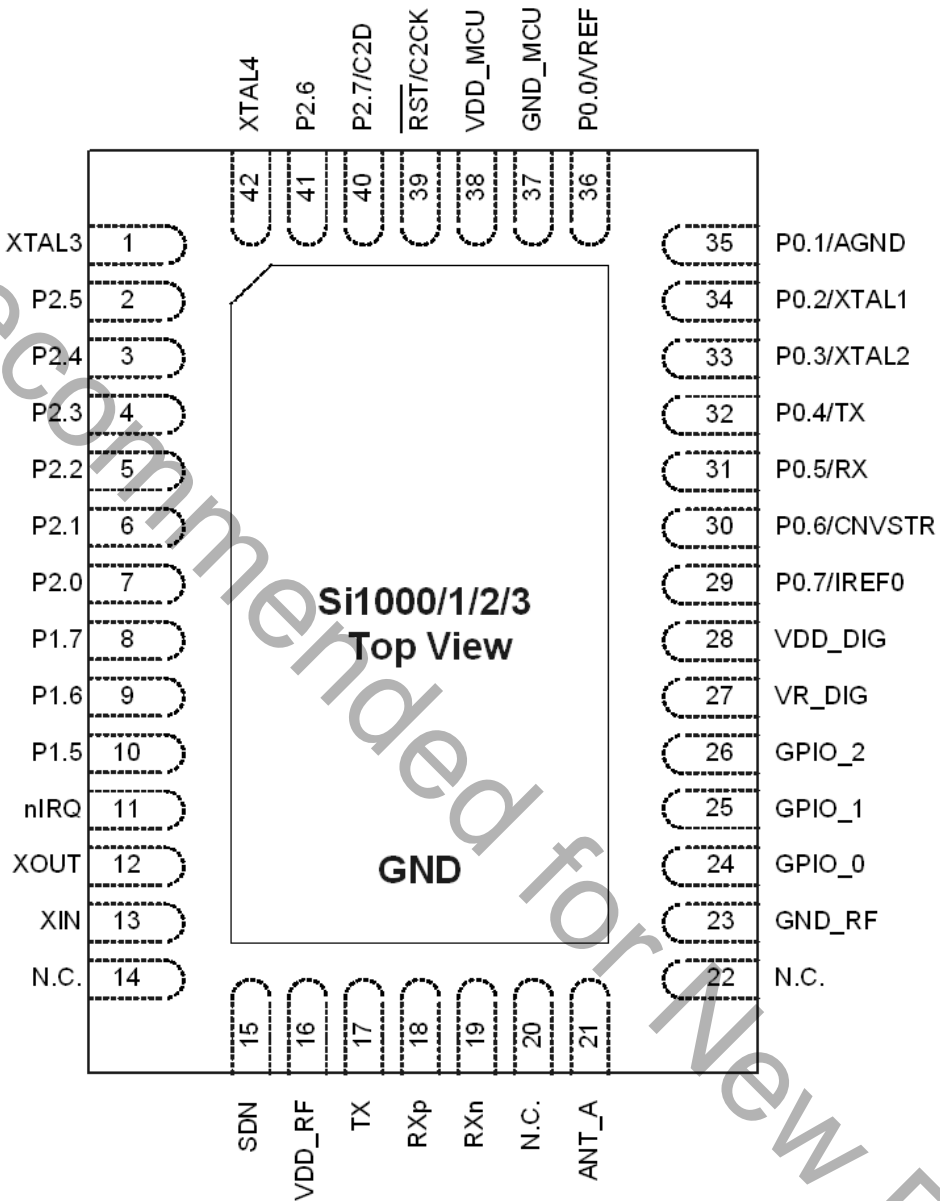 XTAL4
P2.6
P2.7/C2D
RST/C2CK
VDD_MCU
GND_MCU
P0.0/VREF
42
41
40
39
38
37
36
XTAL3 1
P2.5 2
P2.4 3
P2.3 4
P2.2 5
P2.1 6
P2.0 7
P1.7 8
P1.6 9
P1.5 10
nIRQ 11
XOUT 12
XIN 13
N.C. 14
35 P0.1/AGND
34 P0.2/XTAL1
33 P0.3/XTAL2
32 P0.4/TX
31 P0.5/RX
30 P0.6/CNVSTR
29 P0.7/IREF0
28 VDD_DIG
27 VR_DIG
26 GPIO_2
25 GPIO_1
24 GPIO_0
23 GND_RF
22 N.C.
Si1000/1/2/3
Top View
GND
15
16
17
18
19
20
21
SDN
VDD_RF
TX
RXp
RXn
N.C.
ANT_A
ecommended for New